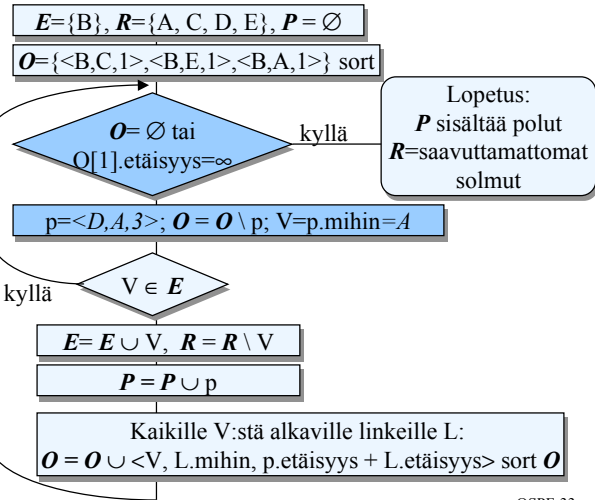 E={B}, R={A, C, D, E}, P = ∅
O={<B,C,1>,<B,E,1>,<B,A,1>} sort
O= ∅ tai
O[1].etäisyys=∞
kyllä
Lopetus:
P sisältää polut
R=saavuttamattomat
solmut
p=<D,A,3>; O = O \ p; V=p.mihin=A
V ∈ E
kyllä
E= E ∪ V, R = R \ V
P = P ∪ p
Kaikille V:stä alkaville linkeille L:
O = O ∪ <V, L.mihin, p.etäisyys + L.etäisyys> sort O